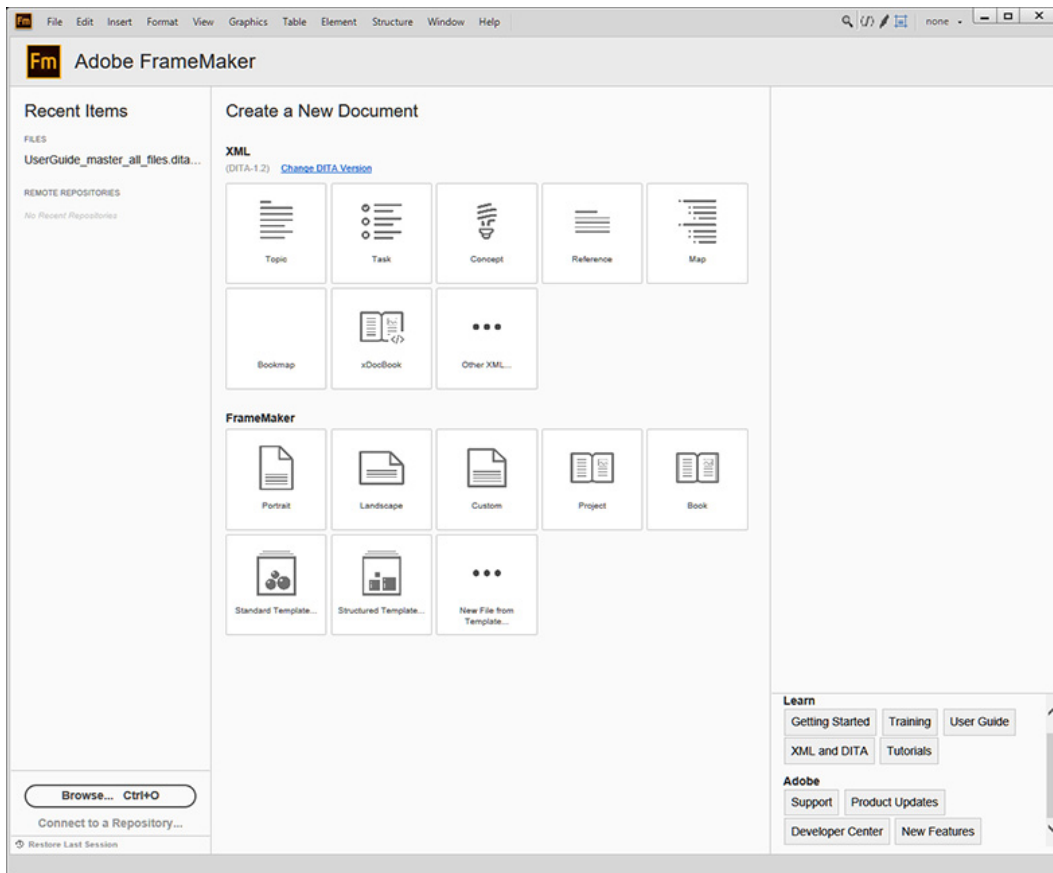 Fm File Edit Insert Format View Graphics Table Element Structure Window Help none
Fm Adobe FrameMaker
Recent Items
FILES
UserGuide_master_all_files.dita...
REMOTE REPOSITORIES
No Recent Repositories
Create a New Document
XML
(DITA-1.2) Change DITA Version
Topic Task Concept Reference Map
Bookmap xDocBook Other XML...
FrameMaker
Portrait Landscape Custom Project Book
Standard Template... Structured Template... New File from
Template...
Browse... Ctrl+O
Connect to a Repository...
Restore Last Session
Learn
Getting Started Training User Guide
XML and DITA Tutorials
Adobe
Support Product Updates
Developer Center New Features